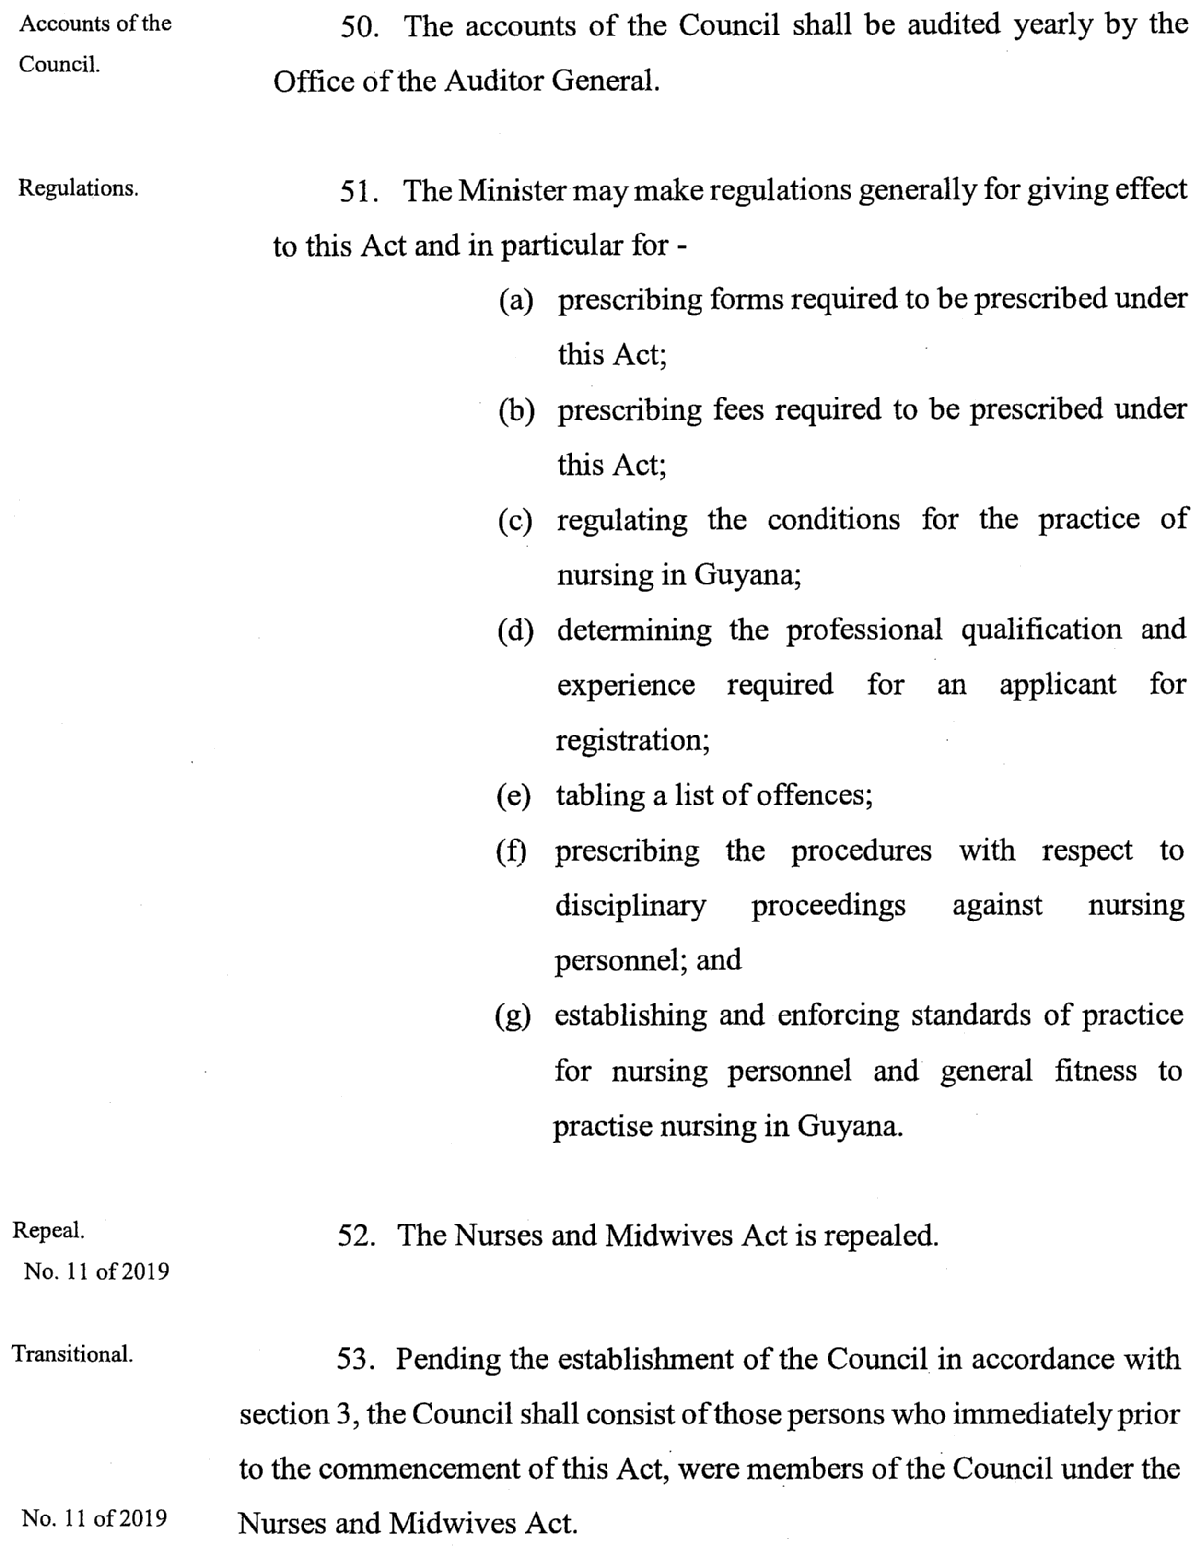 Accounts of the
Council.
50. The accounts of the Council shall be audited yearly by the
Office of the Auditor General.
Regulations.
51. The Minister may make regulations generally for giving effect
to this Act and in particular for -
(a) prescribing forms required to be prescribed under
this Act;
(b) prescribing fees required to be prescribed under
this Act;
(c) regulating the conditions for the practice of
nursing in Guyana;
(d) determining the professional qualification and
experience required for an applicant for
registration;
(e) tabling a list of offences;
(f) prescribing the procedures with respect to
disciplinary proceedings against nursing
personnel; and
(g) establishing and enforcing standards of practice
for nursing personnel and general fitness to
practise nursing in Guyana.
Repeal.
No. 11 of 2019
52. The Nurses and Midwives Act is repealed.
Transitional.
53. Pending the establishment of the Council in accordance with
section 3, the Council shall consist of those persons who immediately prior
to the commencement of this Act, were members of the Council under the
No. 11 of 2019
Nurses and Midwives Act.